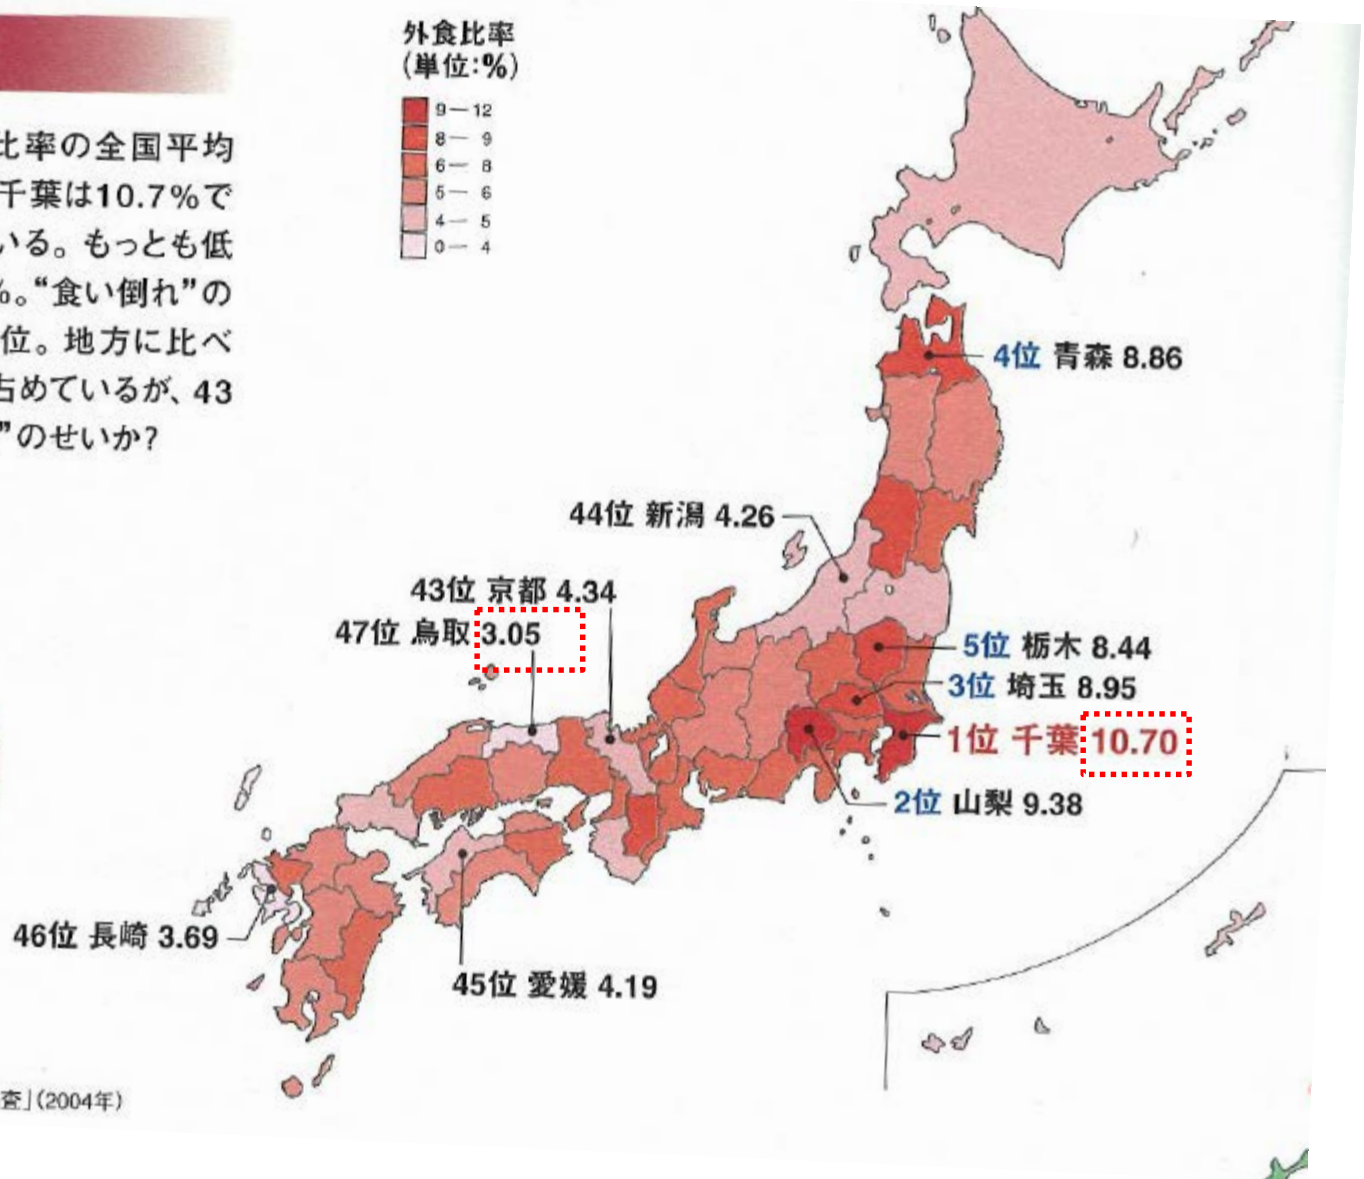 外食比率
(単位:%)
9―12
8― 9
6― 8
5― 6
4― 5
0― 4
比率の全国平均
千葉は10.7%で
いる。もっとも低
%。“食い倒れ”の
位。地方に比べ
占めているが、43
”のせいか?
4位 青森 8.86
44位 新潟 4.26
43位 京都 4.34
47位 鳥取 3.05
5位 栃木 8.44
3位 埼玉 8.95
1位 千葉 10.70
2位 山梨 9.38
46位 長崎 3.69
45位 愛媛 4.19
査」(2004年)